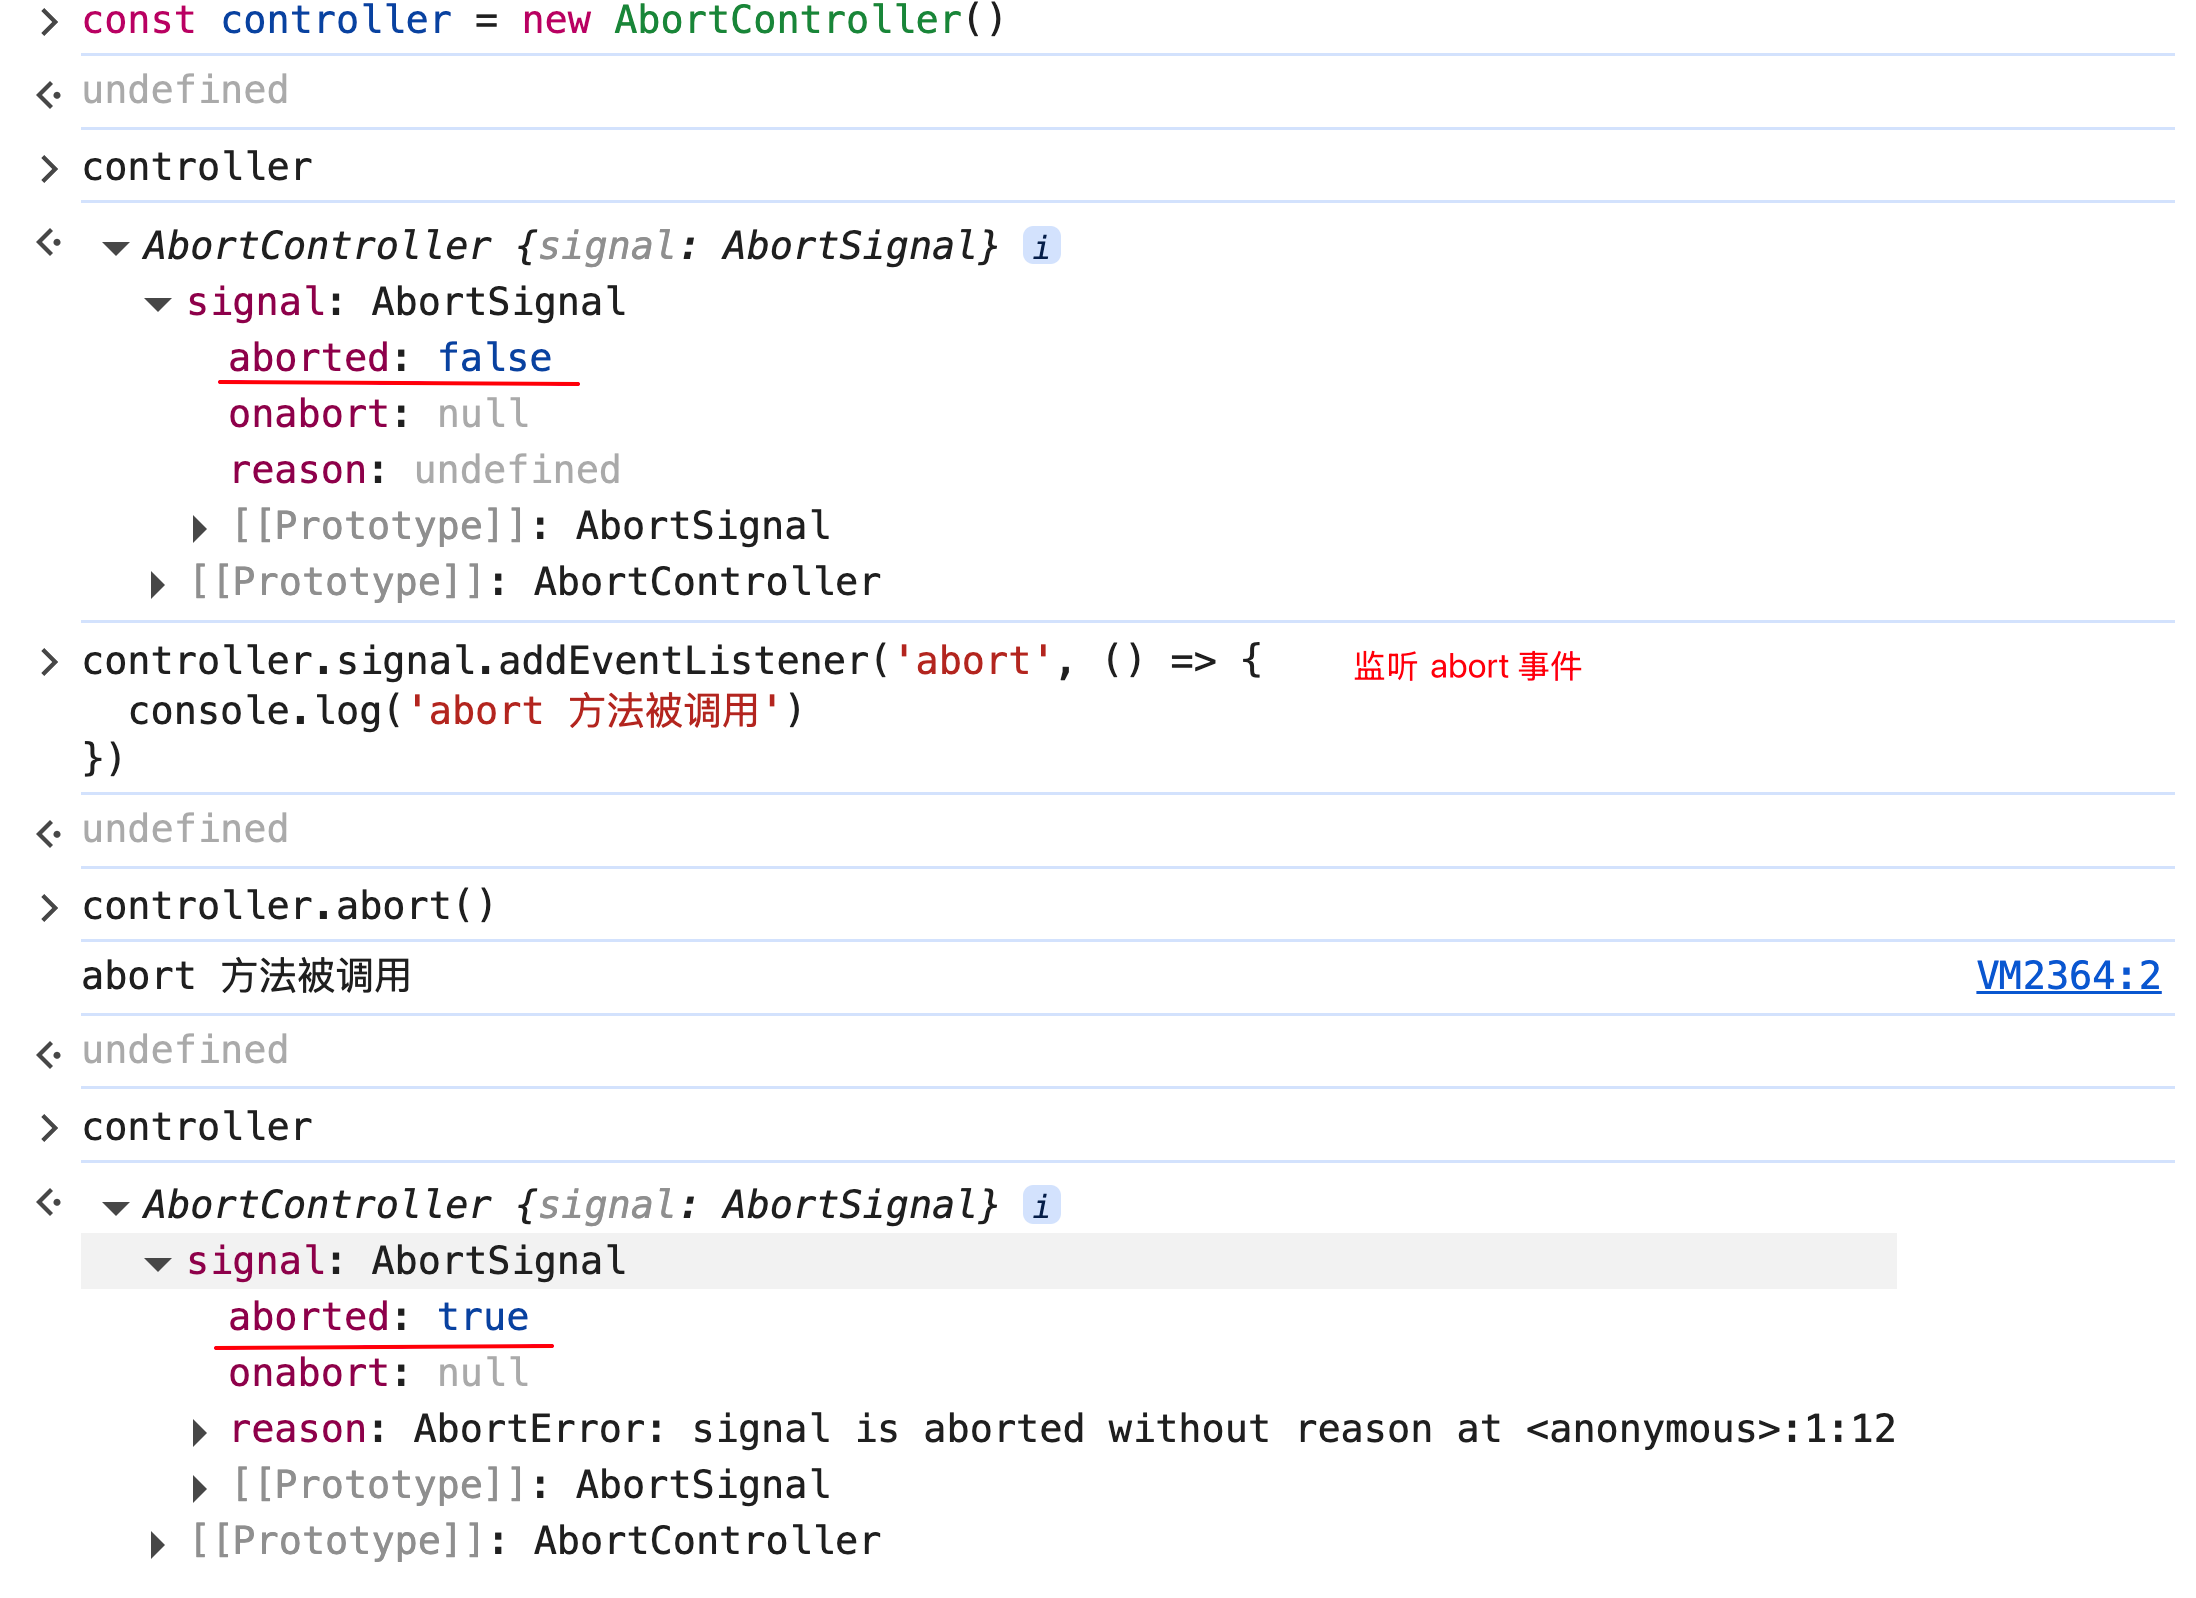 const controller = new AbortController()
undefined
controller
AbortController {signal: AbortSignal} i
signal: AbortSignal
aborted: false
onabort: null
reason: undefined
[[Prototype]]: AbortSignal
[[Prototype]]: AbortController
controller.signal.addEventListener('abort', () => { 监听 abort 事件
console.log('abort 方法被调用')
})
undefined
controller.abort()
abort 方法被调用 VM2364:2
undefined
controller
AbortController {signal: AbortSignal} i
signal: AbortSignal
aborted: true
onabort: null
reason: AbortError: signal is aborted without reason at <anonymous>:1:12
[[Prototype]]: AbortSignal
[[Prototype]]: AbortController